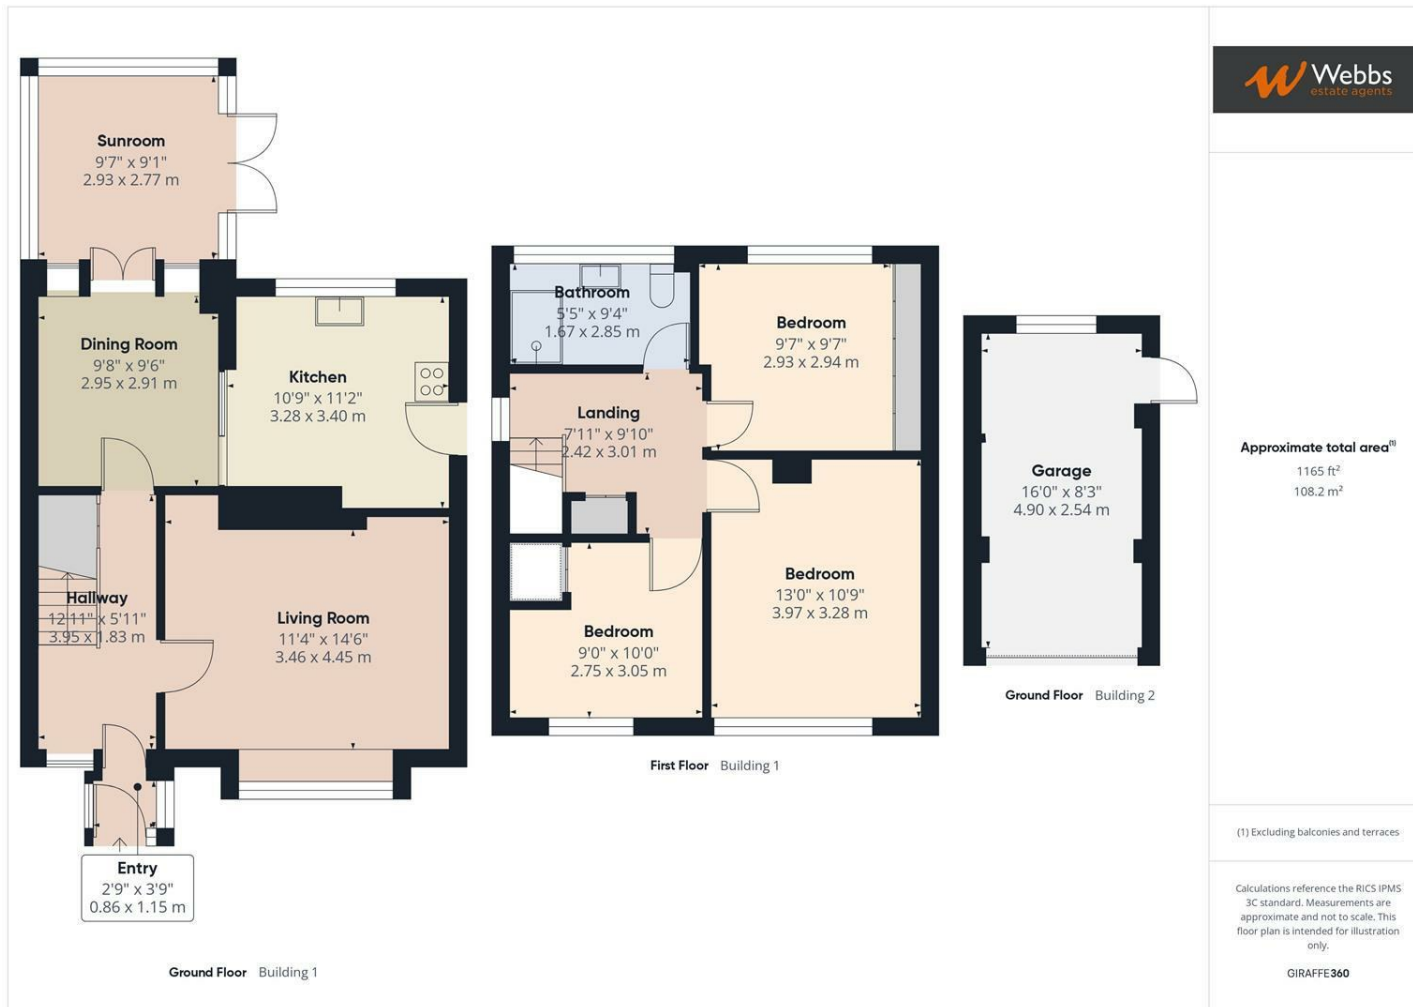 Sunroom
9'7" x 9'1"
2.93 x 2.77 m
Dining Room
9'8" x 9'6"
2.95 x 2.91 m
Kitchen
10'9" x 11'2"
3.28 x 3.40 m
Hallway
12'11" x 5'11"
3.95 x 1.83 m
Living Room
11'4" x 14'6"
3.46 x 4.45 m
Entry
2'9" x 3'9"
0.86 x 1.15 m
Ground Floor Building 1
Bathroom
5'5" x 9'4"
1.67 x 2.85 m
Bedroom
9'7" x 9'7"
2.93 x 2.94 m
Landing
7'11" x 9'10"
2.42 x 3.01 m
Bedroom
13'0" x 10'9"
3.97 x 3.28 m
Bedroom
9'0" x 10'0"
2.75 x 3.05 m
First Floor Building 1
Garage
16'0" x 8'3"
4.90 x 2.54 m
Ground Floor Building 2
Webbs
estate agents
Approximate total area(1)
1165 ft²
108.2 m²
(1) Excluding balconies and terraces
Calculations reference the RICS IPMS
3C standard. Measurements are
approximate and not to scale. This
floor plan is intended for illustration
only.
GIRAFFE360